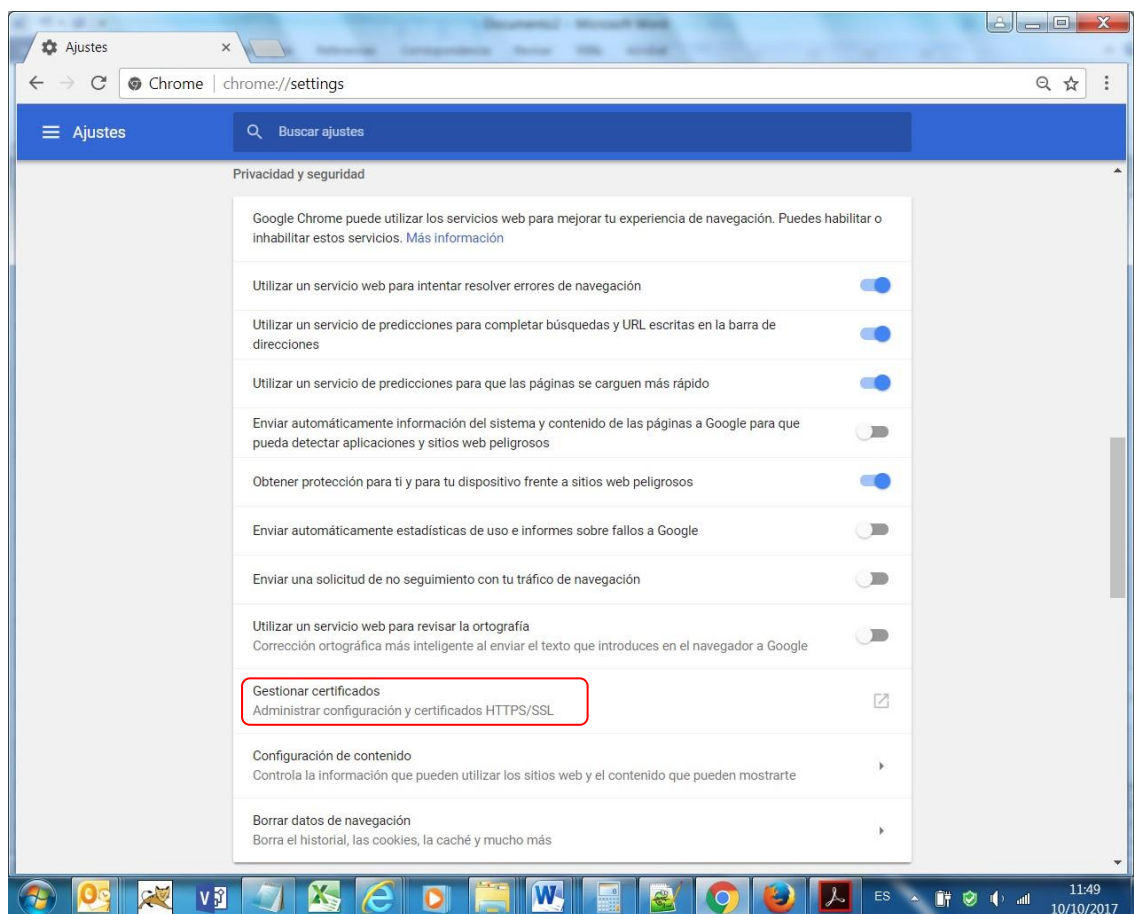 Documento2 - Microsoft Word
Ajustes
Referencias Correspondencia Revisar Vista Acrobat
Chrome | chrome://settings
Ajustes
Buscar ajustes
Privacidad y seguridad
Google Chrome puede utilizar los servicios web para mejorar tu experiencia de navegación. Puedes habilitar o
inhabilitar estos servicios. Más información
Utilizar un servicio web para intentar resolver errores de navegación
Utilizar un servicio de predicciones para completar búsquedas y URL escritas en la barra de
direcciones
Utilizar un servicio de predicciones para que las páginas se carguen más rápido
Enviar automáticamente información del sistema y contenido de las páginas a Google para que
pueda detectar aplicaciones y sitios web peligrosos
Obtener protección para ti y para tu dispositivo frente a sitios web peligrosos
Enviar automáticamente estadísticas de uso e informes sobre fallos a Google
Enviar una solicitud de no seguimiento con tu tráfico de navegación
Utilizar un servicio web para revisar la ortografía
Corrección ortográfica más inteligente al enviar el texto que introduces en el navegador a Google
Gestionar certificados
Administrar configuración y certificados HTTPS/SSL
Configuración de contenido
Controla la información que pueden utilizar los sitios web y el contenido que pueden mostrarte
Borrar datos de navegación
Borra el historial, las cookies, la caché y mucho más
ES
11:49
10/10/2017